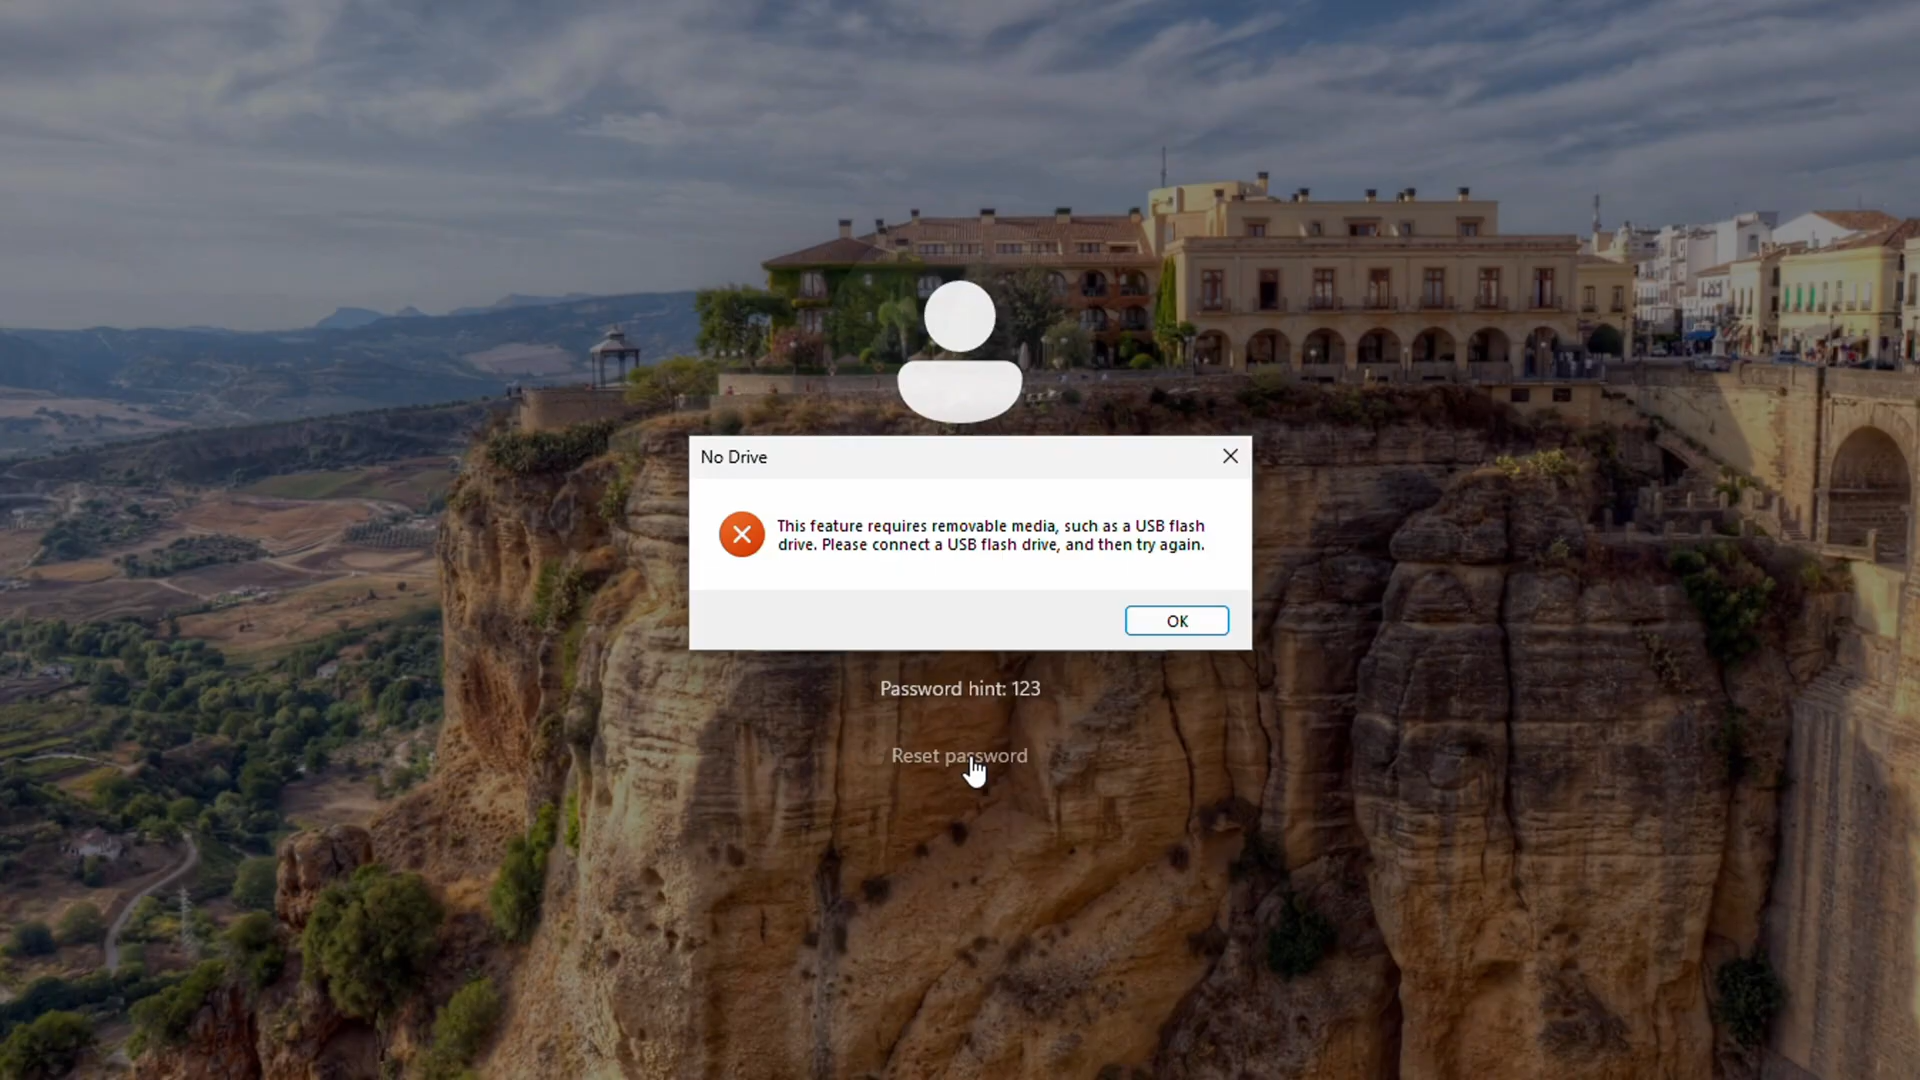 No Drive
This feature requires removable media, such as a USB flash
drive. Please connect a USB flash drive, and then try again.
OK
Password hint: 123
Reset password